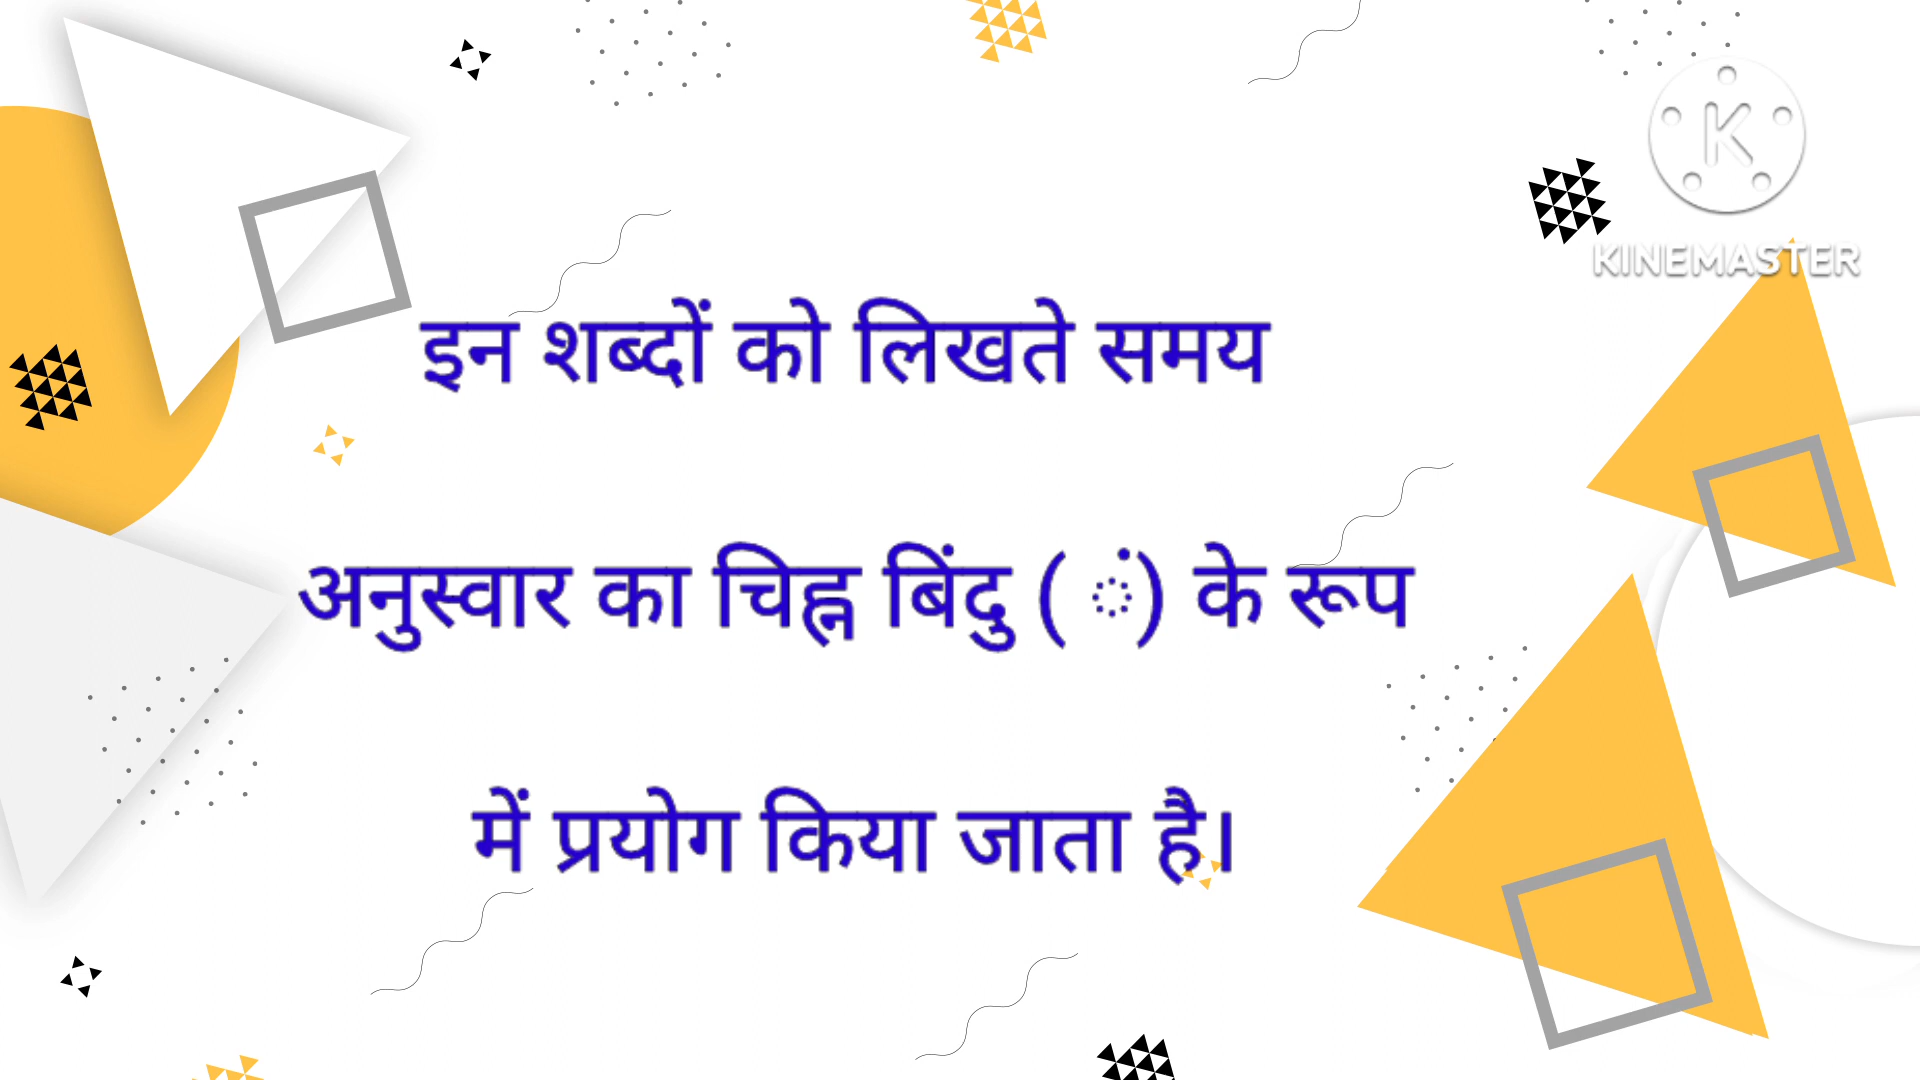 KINEMASTER
इन शब्दों को लिखते समय
अनुस्वार का चिह्न बिंदु ( ं) के रूप
में प्रयोग किया जाता है।